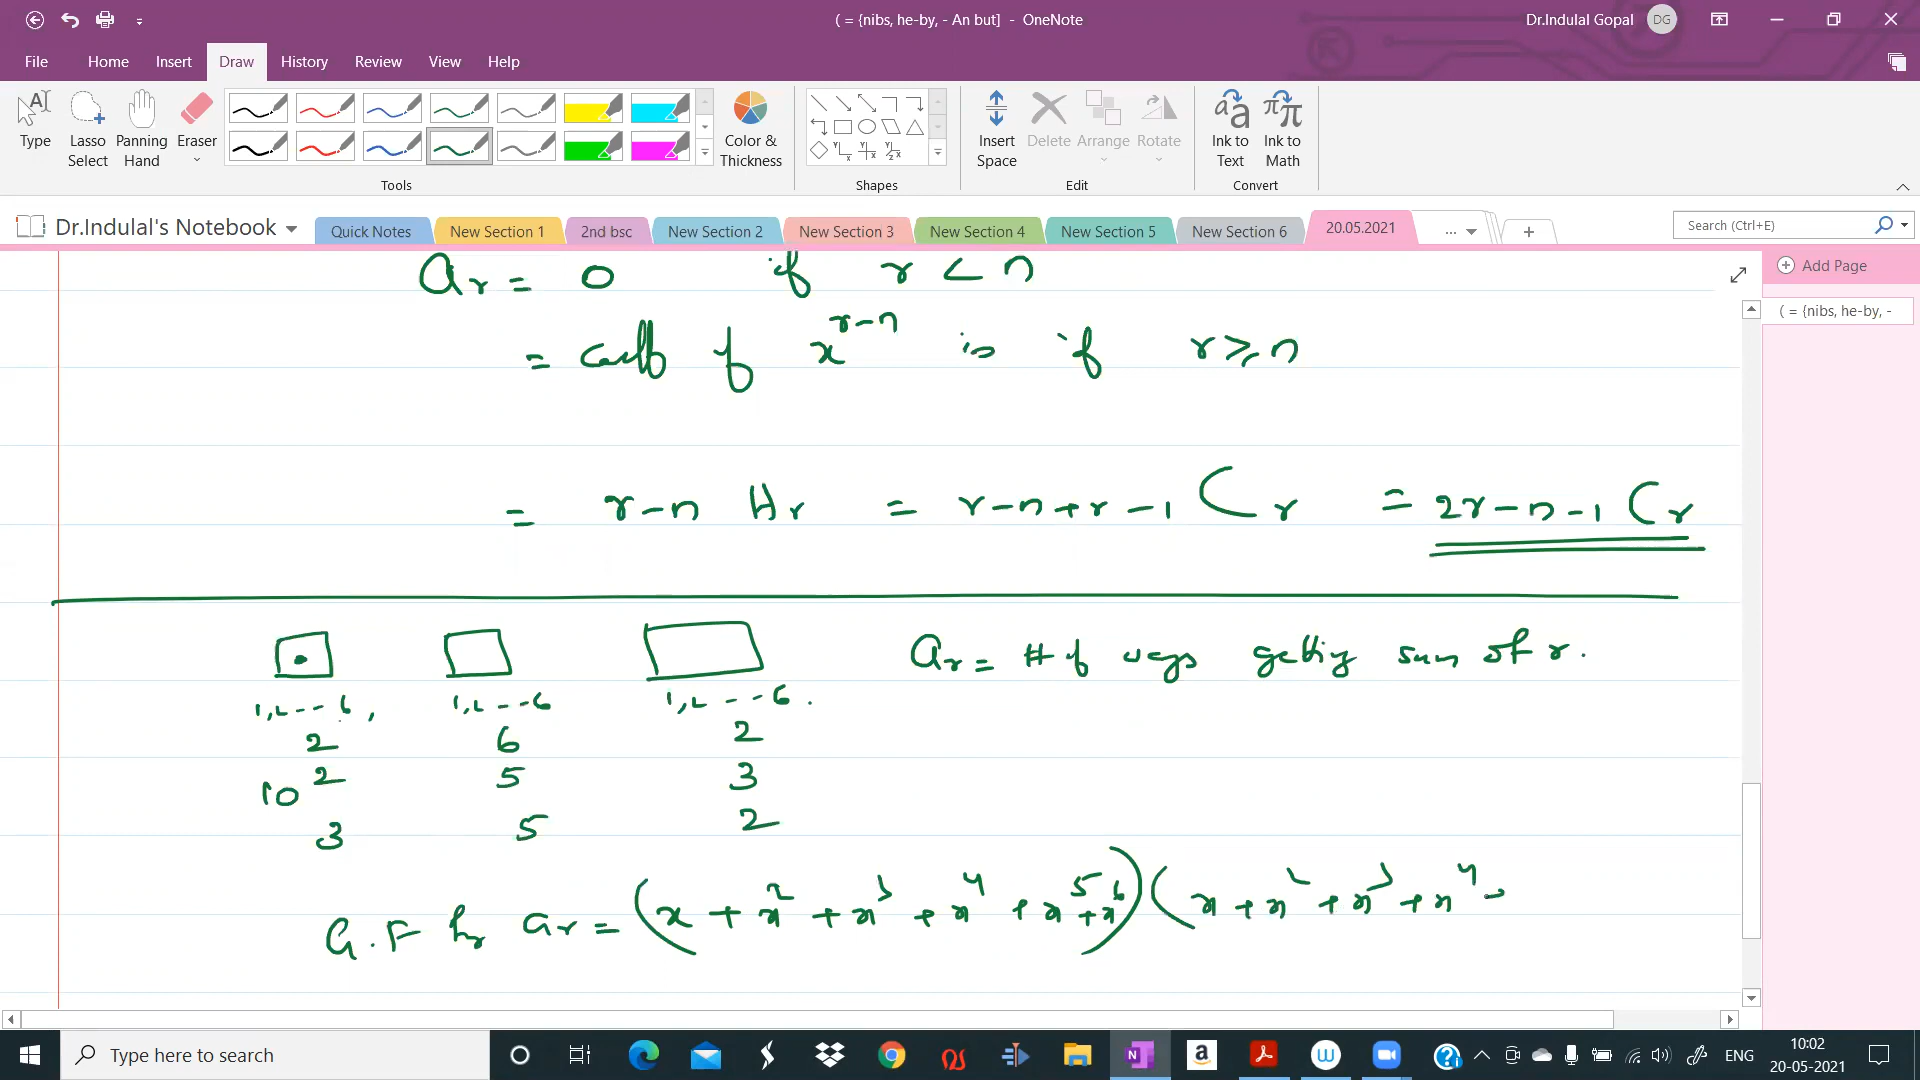 ( = {nibs, he-by, - An but] - OneNote
Dr.Indulal Gopal DG
File Home Insert Draw History Review View Help
Type Lasso Select Panning Hand Eraser Color & Thickness Insert Space Delete Arrange Rotate Ink to Text Ink to Math
Tools Shapes Edit Convert
Dr.Indulal's Notebook Quick Notes New Section 1 2nd bsc New Section 2 New Section 3 New Section 4 New Section 5 New Section 6 20.05.2021 ... Search (Ctrl+E)
Add Page
( = {nibs, he-by, -
ar = 0 if r < n
= coeff of x^{r-n} in if r ≥ n
= r-n Hr = r-n+r-1 Cr = 2r-n-1 Cr
ar = # of ways getting sum of r.
1,2---6, 1,2---6 1,2---6.
2 6 2
2 5 3
10
3 5 2
G.F for ar = (x + x^2 + x^3 + x^4 + x^5 + x^6) (x + x^2 + x^3 + x^4 -
Type here to search
ENG
10:02
20-05-2021